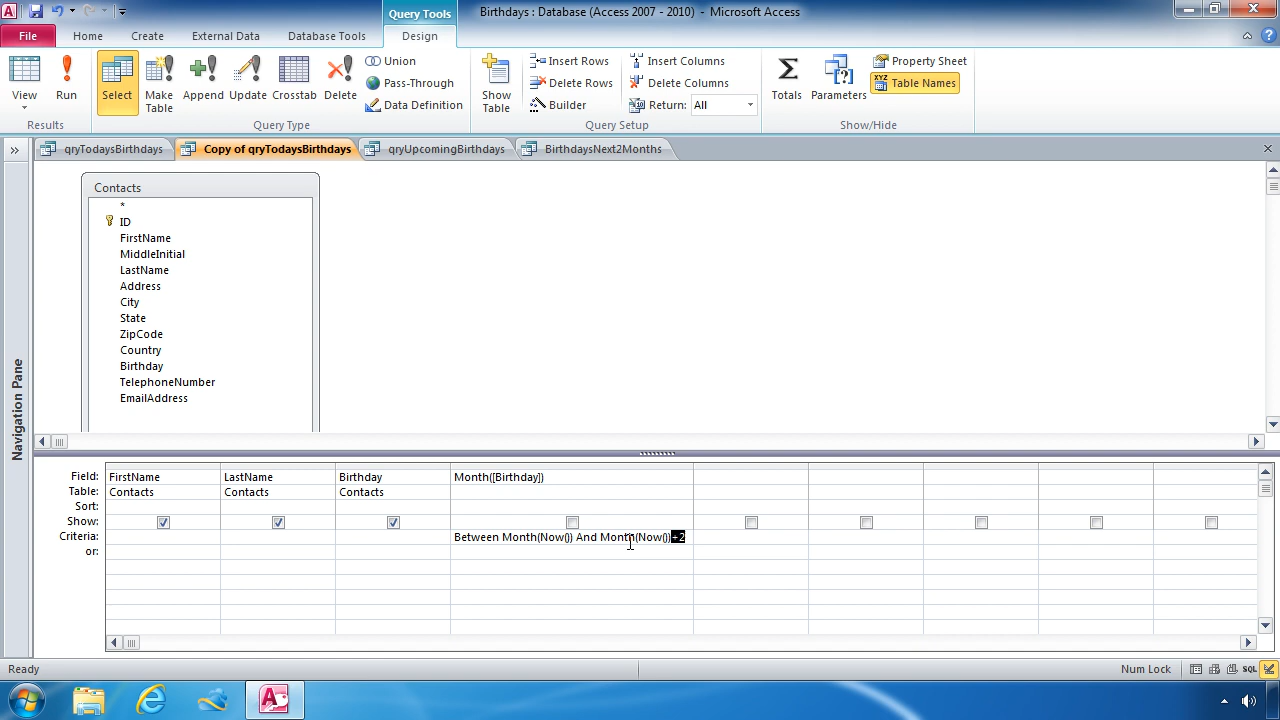 Query Tools
Birthdays : Database (Access 2007 - 2010) - Microsoft Access
File
Home
Create
External Data
Database Tools
Design
View
Run
Results
Select
Make Table
Append
Update
Crosstab
Delete
Union
Pass-Through
Data Definition
Query Type
Show Table
Insert Rows
Delete Rows
Builder
Insert Columns
Delete Columns
Return: All
Query Setup
Totals
Parameters
Property Sheet
Table Names
Show/Hide
qryTodaysBirthdays
Copy of qryTodaysBirthdays
qryUpcomingBirthdays
BirthdaysNext2Months
Navigation Pane
Contacts
*
ID
FirstName
MiddleInitial
LastName
Address
City
State
ZipCode
Country
Birthday
TelephoneNumber
EmailAddress
Field: FirstName LastName Birthday Month([Birthday])
Table: Contacts Contacts Contacts
Sort:
Show:
Criteria: Between Month(Now()) And Month(Now())+2
or:
Ready
Num Lock
SQL